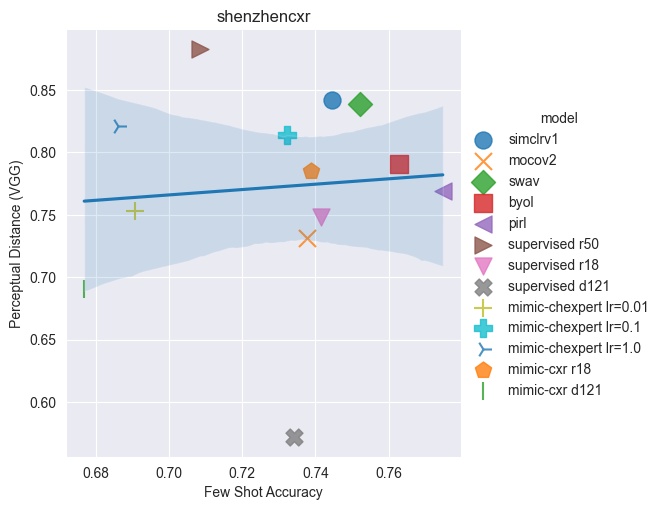 shenzhencxr
Perceptual Distance (VGG)
0.85
0.80
0.75
0.70
0.65
0.60
0.68
0.70
0.72
0.74
0.76
Few Shot Accuracy
model
simclrv1
mocov2
swav
byol
pirl
supervised r50
supervised r18
supervised d121
mimic-chexpert lr=0.01
mimic-chexpert lr=0.1
mimic-chexpert lr=1.0
mimic-cxr r18
mimic-cxr d121